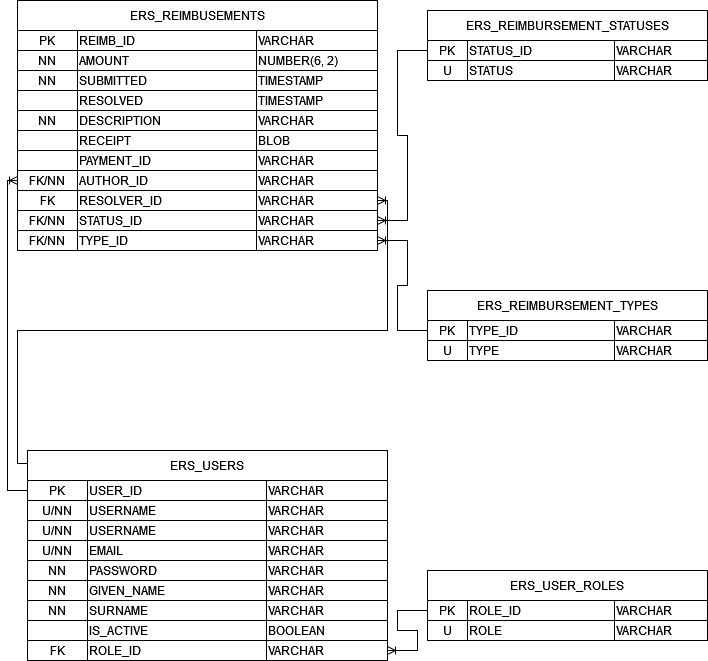 ERS_REIMBUSEMENTS
PK REIMB_ID VARCHAR
NN AMOUNT NUMBER(6, 2)
NN SUBMITTED TIMESTAMP
RESOLVED TIMESTAMP
NN DESCRIPTION VARCHAR
RECEIPT BLOB
PAYMENT_ID VARCHAR
FK/NN AUTHOR_ID VARCHAR
FK RESOLVER_ID VARCHAR
FK/NN STATUS_ID VARCHAR
FK/NN TYPE_ID VARCHAR
ERS_REIMBURSEMENT_STATUSES
PK STATUS_ID VARCHAR
U STATUS VARCHAR
ERS_REIMBURSEMENT_TYPES
PK TYPE_ID VARCHAR
U TYPE VARCHAR
ERS_USERS
PK USER_ID VARCHAR
U/NN USERNAME VARCHAR
U/NN USERNAME VARCHAR
U/NN EMAIL VARCHAR
NN PASSWORD VARCHAR
NN GIVEN_NAME VARCHAR
NN SURNAME VARCHAR
IS_ACTIVE BOOLEAN
FK ROLE_ID VARCHAR
ERS_USER_ROLES
PK ROLE_ID VARCHAR
U ROLE VARCHAR